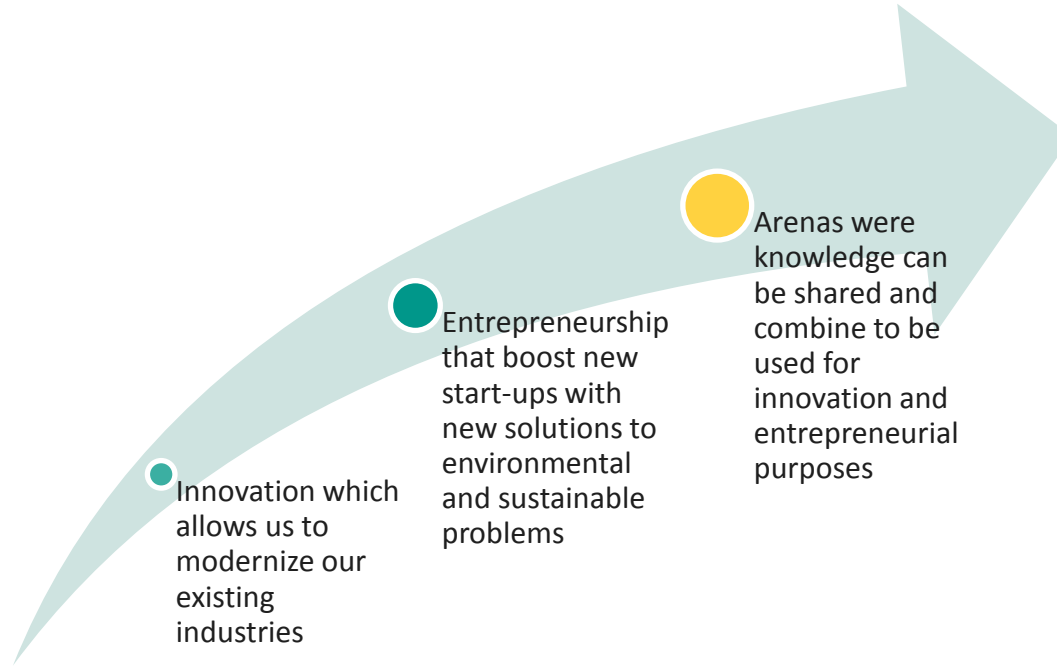 Innovation which
allows us to
modernize our
existing
industries
Entrepreneurship
that boost new
start-ups with
new solutions to
environmental
and sustainable
problems
Arenas were
knowledge can
be shared and
combine to be
used for
innovation and
entrepreneurial
purposes